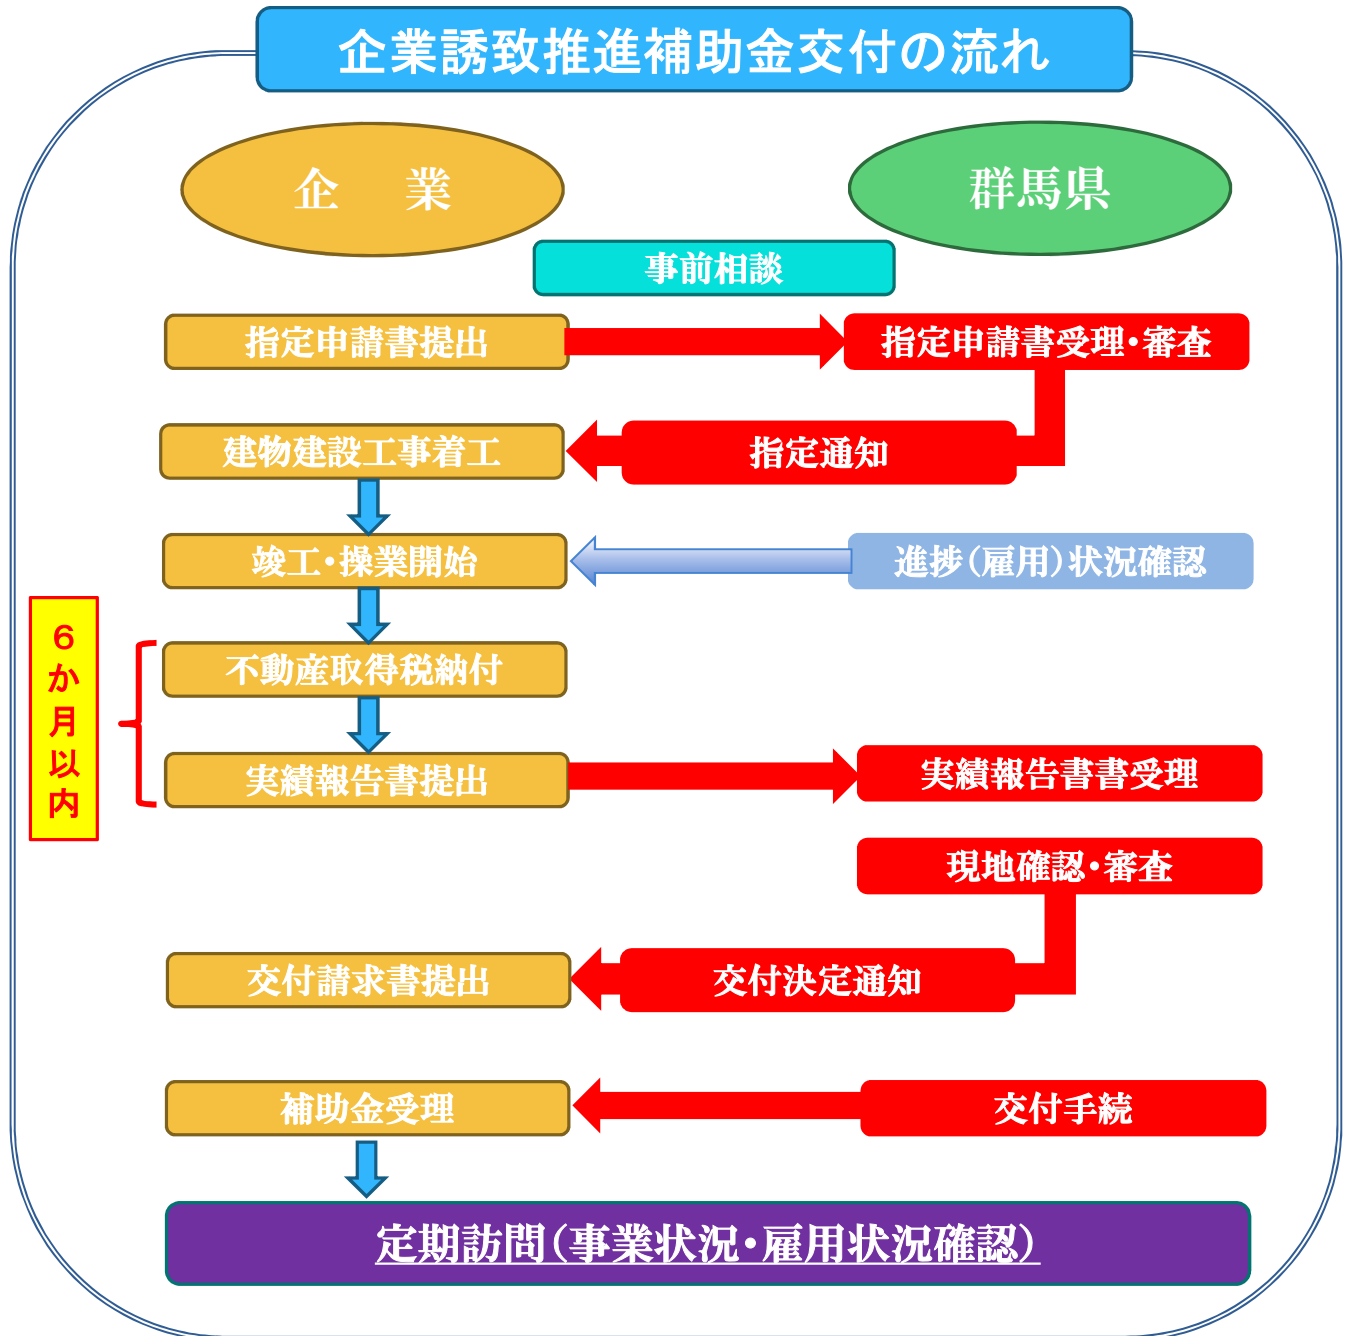 企業誘致推進補助金交付の流れ
企　業
群馬県
事前相談
指定申請書提出
指定申請書受理・審査
建物建設工事着工
指定通知
竣工・操業開始
進捗（雇用）状況確認
６か月以内
不動産取得税納付
実績報告書提出
実績報告書書受理
現地確認・審査
交付請求書提出
交付決定通知
補助金受理
交付手続
定期訪問（事業状況・雇用状況確認）